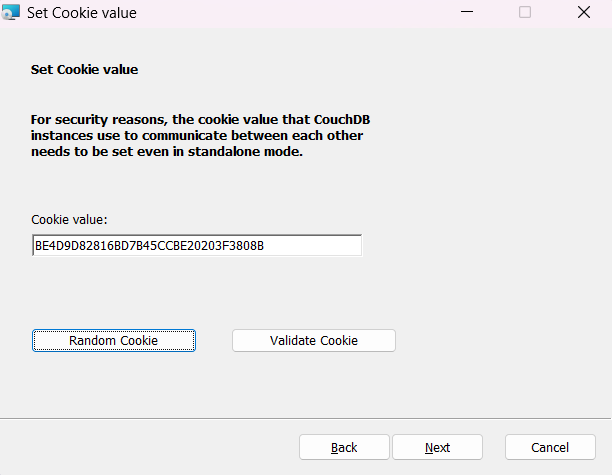 Set Cookie value
Set Cookie value
For security reasons, the cookie value that CouchDB
instances use to communicate between each other
needs to be set even in standalone mode.
Cookie value:
BE4D9D82816BD7B45CCBE20203F3808B
Random Cookie
Validate Cookie
Back
Next
Cancel